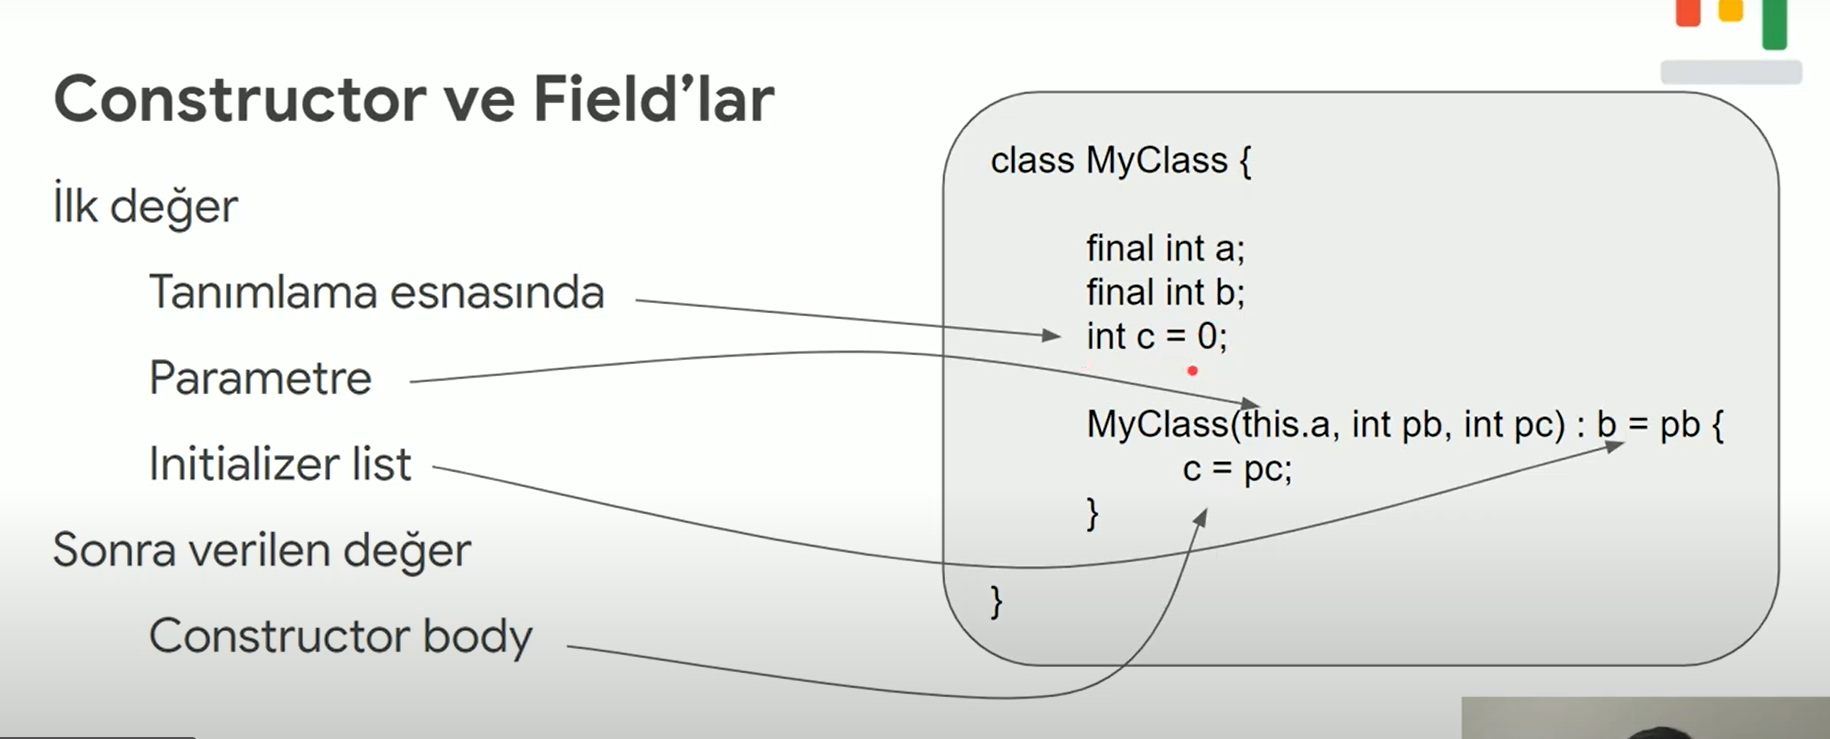 Constructor ve Field’lar
İlk değer
Tanımlama esnasında
Parametre
Initializer list
Sonra verilen değer
Constructor body
class MyClass {
final int a;
final int b;
int c = 0;
MyClass(this.a, int pb, int pc) : b = pb {
c = pc;
}
}